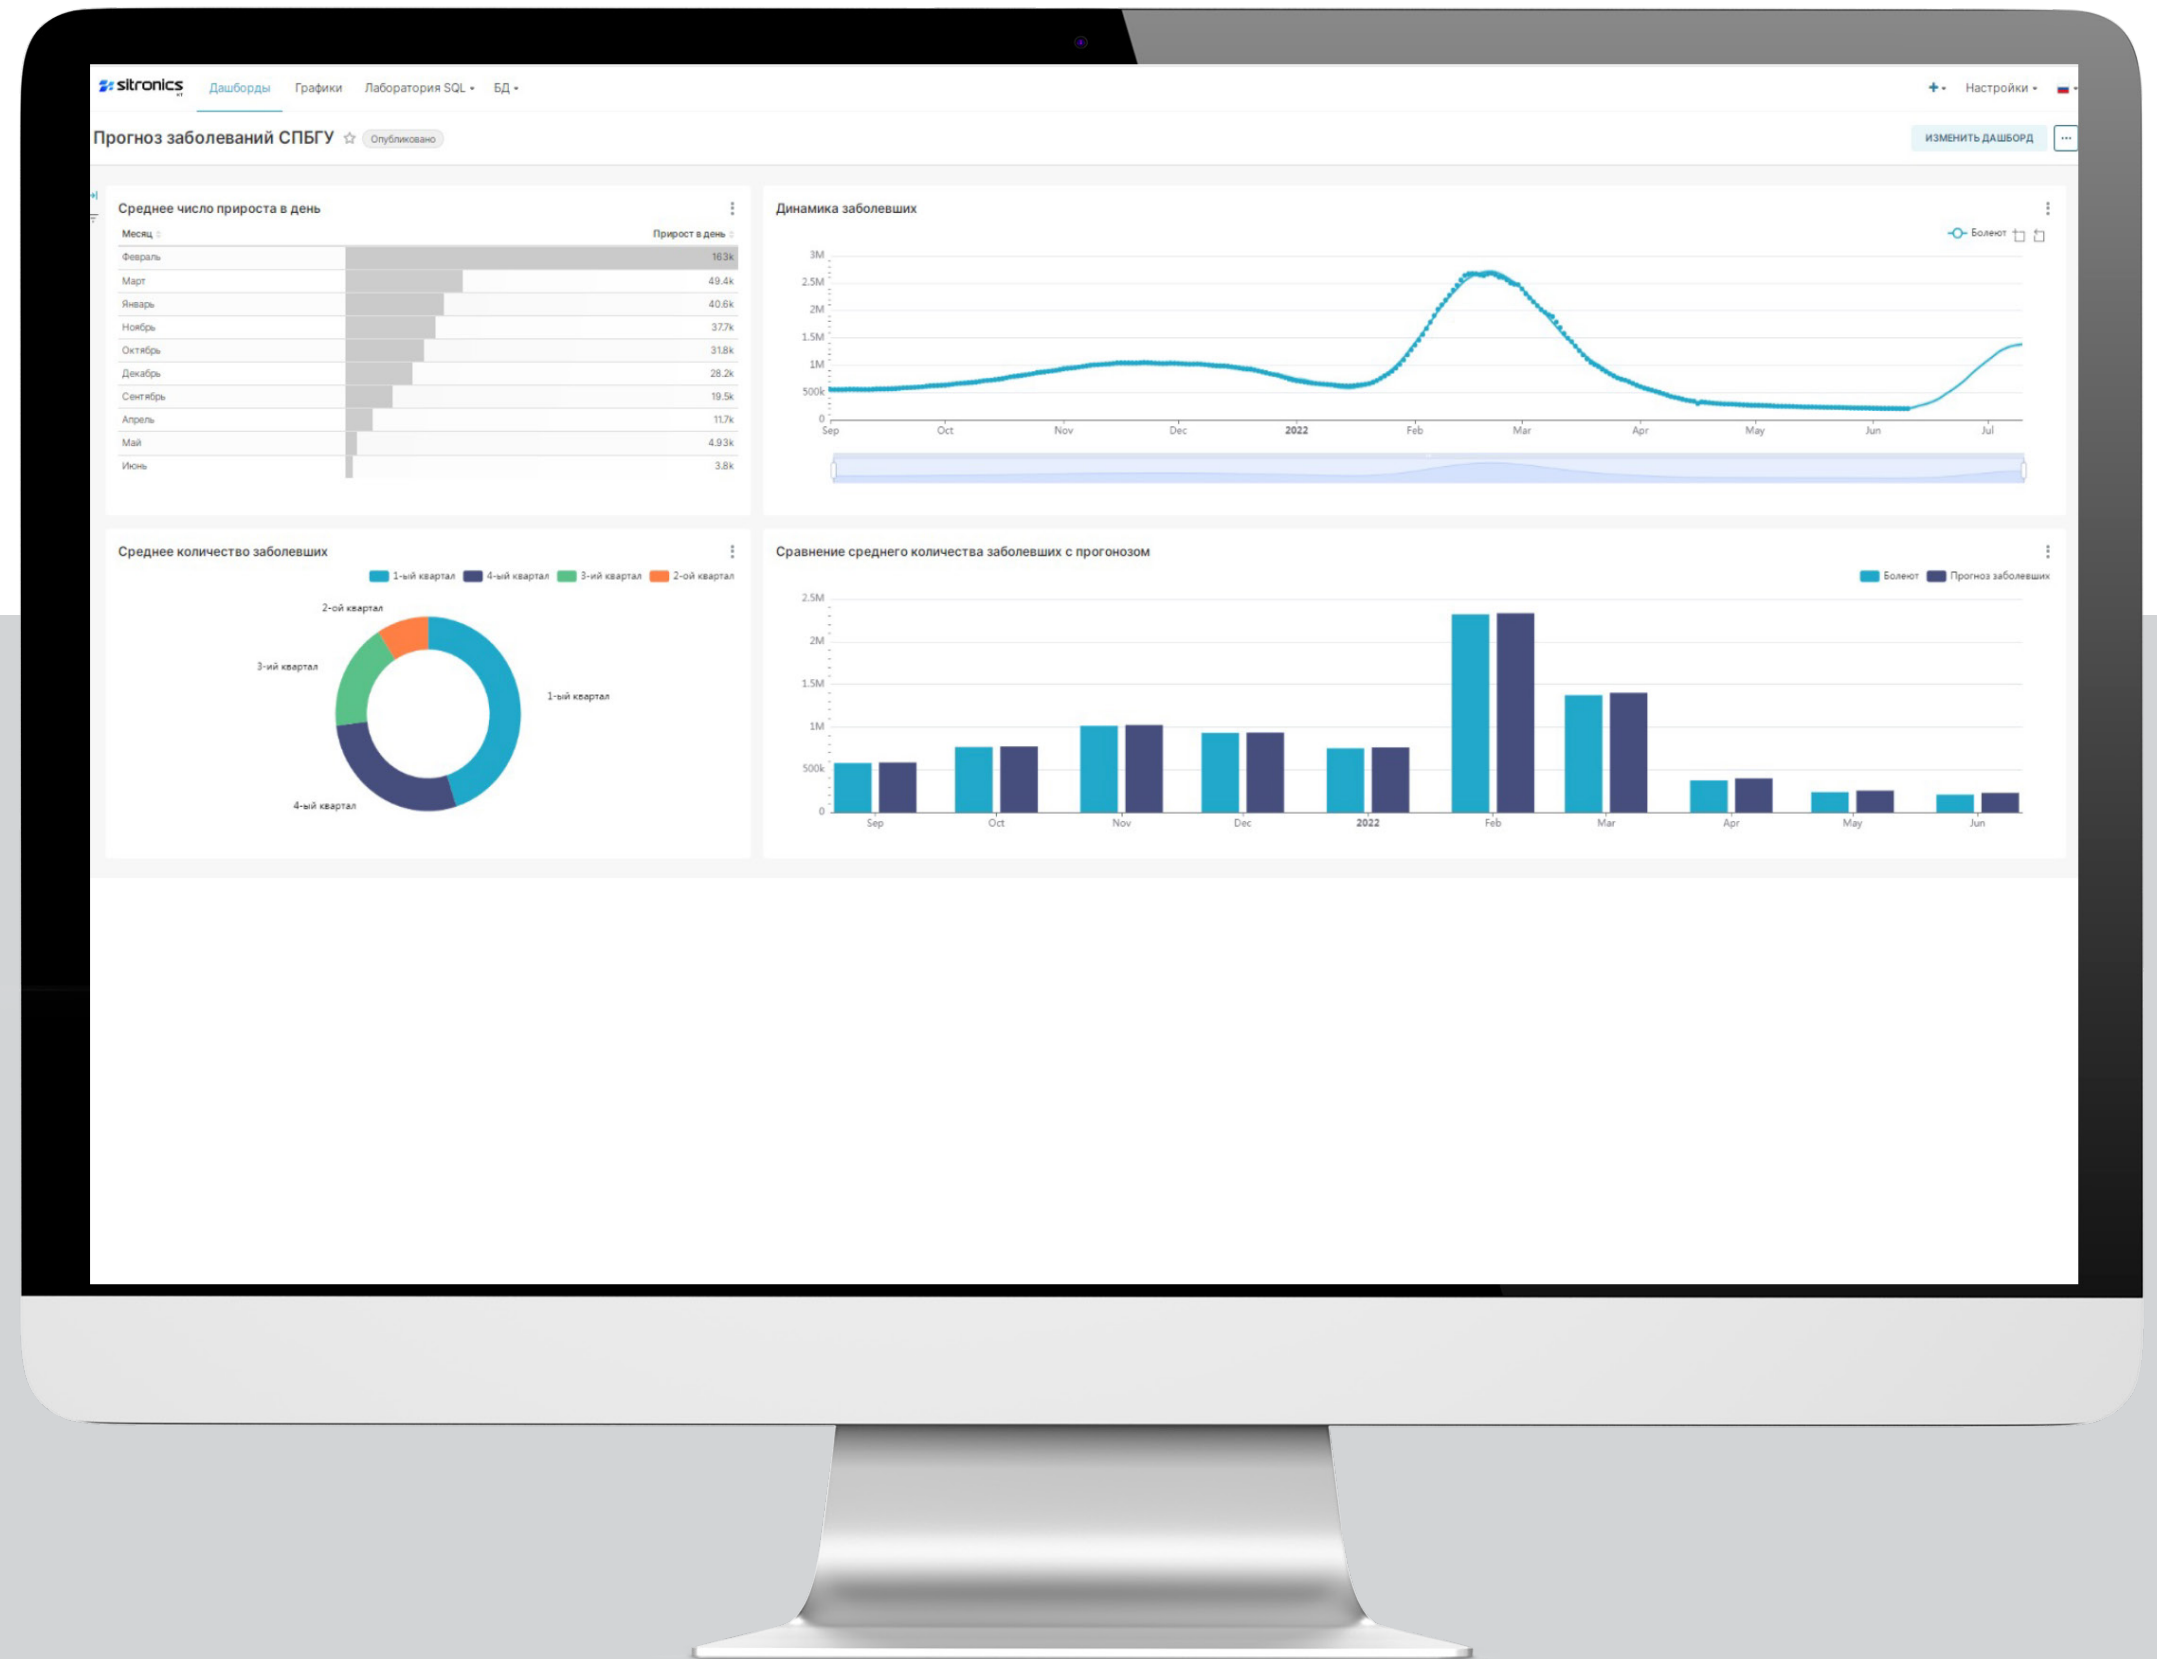 sitronics
Дашборды Графики Лаборатория SQL БД
Настройки
Прогноз заболеваний СПБГУ Опубликовано
ИЗМЕНИТЬ ДАШБОРД
Среднее число прироста в день
Месяц Прирост в день
Февраль 163k
Март 49.4k
Январь 40.6k
Ноябрь 37.7k
Октябрь 31.8k
Декабрь 28.2k
Сентябрь 19.5k
Апрель 11.7k
Май 4.93k
Июнь 3.8k
Динамика заболевших
Болеют
3M
2.5M
2M
1.5M
1M
500k
0
Sep Oct Nov Dec 2022 Feb Mar Apr May Jun Jul
Среднее количество заболевших
1-ый квартал 4-ый квартал 3-ий квартал 2-ой квартал
2-ой квартал
3-ий квартал
1-ый квартал
4-ый квартал
Сравнение среднего количества заболевших с прогонозом
Болеют Прогноз заболевших
2.5M
2M
1.5M
1M
500k
0
Sep Oct Nov Dec 2022 Feb Mar Apr May Jun